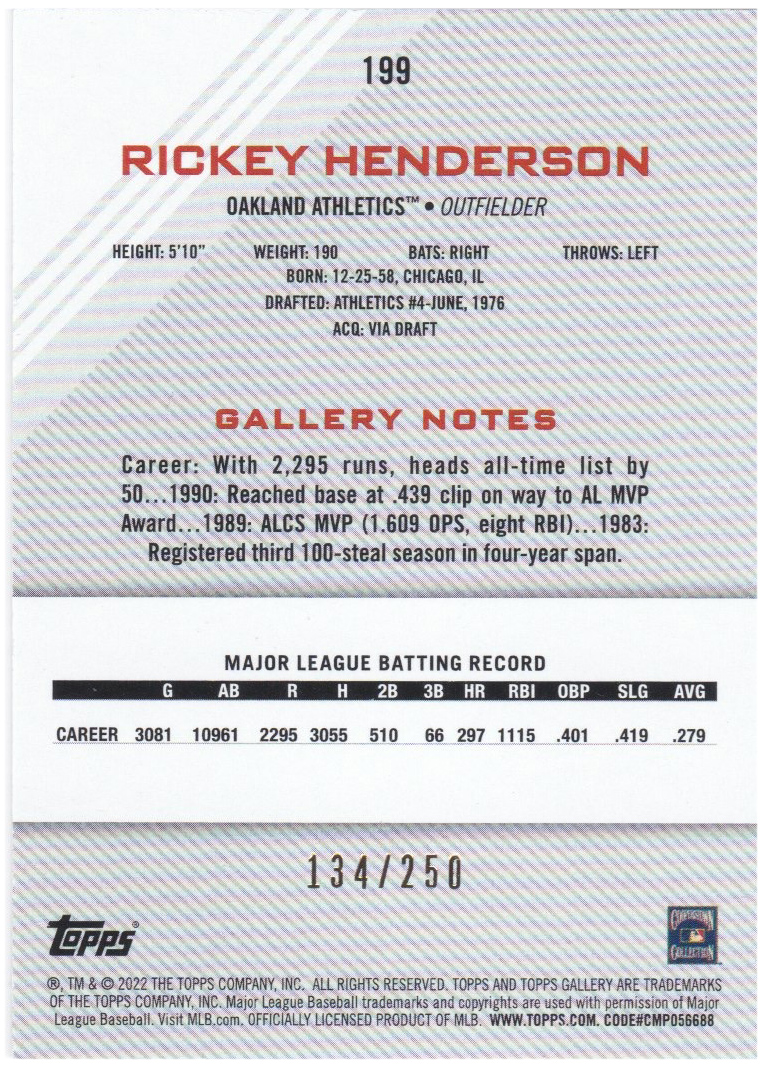 199
RICKEY HENDERSON
OAKLAND ATHLETICS™ • OUTFIELDER
HEIGHT: 5'10" WEIGHT: 190 BATS: RIGHT THROWS: LEFT
BORN: 12-25-58, CHICAGO, IL
DRAFTED: ATHLETICS #4-JUNE, 1976
ACQ: VIA DRAFT
GALLERY NOTES
Career: With 2,295 runs, heads all-time list by
50...1990: Reached base at .439 clip on way to AL MVP
Award...1989: ALCS MVP (1.609 OPS, eight RBI)...1983:
Registered third 100-steal season in four-year span.
MAJOR LEAGUE BATTING RECORD
G AB R H 2B 3B HR RBI OBP SLG AVG
CAREER 3081 10961 2295 3055 510 66 297 1115 .401 .419 .279
134/250
Topps®
COOPERSTOWN
COLLECTION
®, TM & © 2022 THE TOPPS COMPANY, INC. ALL RIGHTS RESERVED. TOPPS AND TOPPS GALLERY ARE TRADEMARKS
OF THE TOPPS COMPANY, INC. Major League Baseball trademarks and copyrights are used with permission of Major
League Baseball. Visit MLB.com. OFFICIALLY LICENSED PRODUCT OF MLB. WWW.TOPPS.COM. CODE#CMP056688